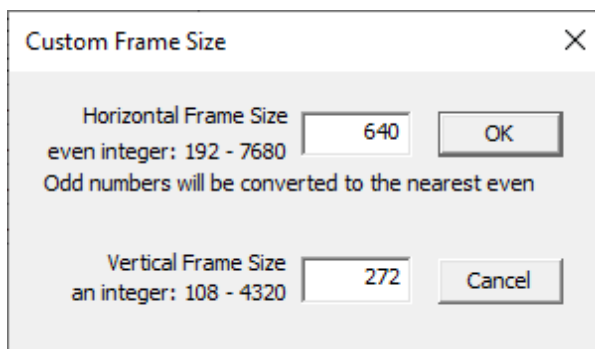 Custom Frame Size
Horizontal Frame Size
640
OK
even integer: 192 - 7680
Odd numbers will be converted to the nearest even
Vertical Frame Size
272
Cancel
an integer: 108 - 4320